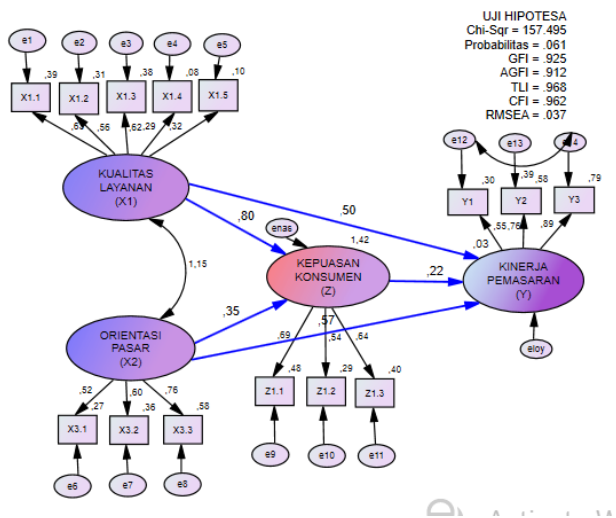 UJI HIPOTESA
Chi-Sqr = 157.495
Probabilitas = .061
GFI = .925
AGFI = .912
TLI = .968
CFI = .962
RMSEA = .037
e1 e2 e3 e4 e5
,39 ,31 ,38 ,08 ,10
X1.1 X1.2 X1.3 X1.4 X1.5
,63 ,56 ,62 ,29 ,32
KUALITAS
LAYANAN
(X1)
e12 e13 e14
,30 ,39 ,58 ,79
Y1 Y2 Y3
,55 ,76 ,89
,80 ,50
enas
1,42
,03
KEPUASAN
KONSUMEN
(Z)
,22
KINERJA
PEMASARAN
(Y)
1,15
,35 ,57
eloy
ORIENTASI
PASAR
(X2)
,69 ,54 ,64
,52 ,60 ,76
,48 ,29 ,40
Z1.1 Z1.2 Z1.3
,27 ,36 ,58
X3.1 X3.2 X3.3
e9 e10 e11
e6 e7 e8